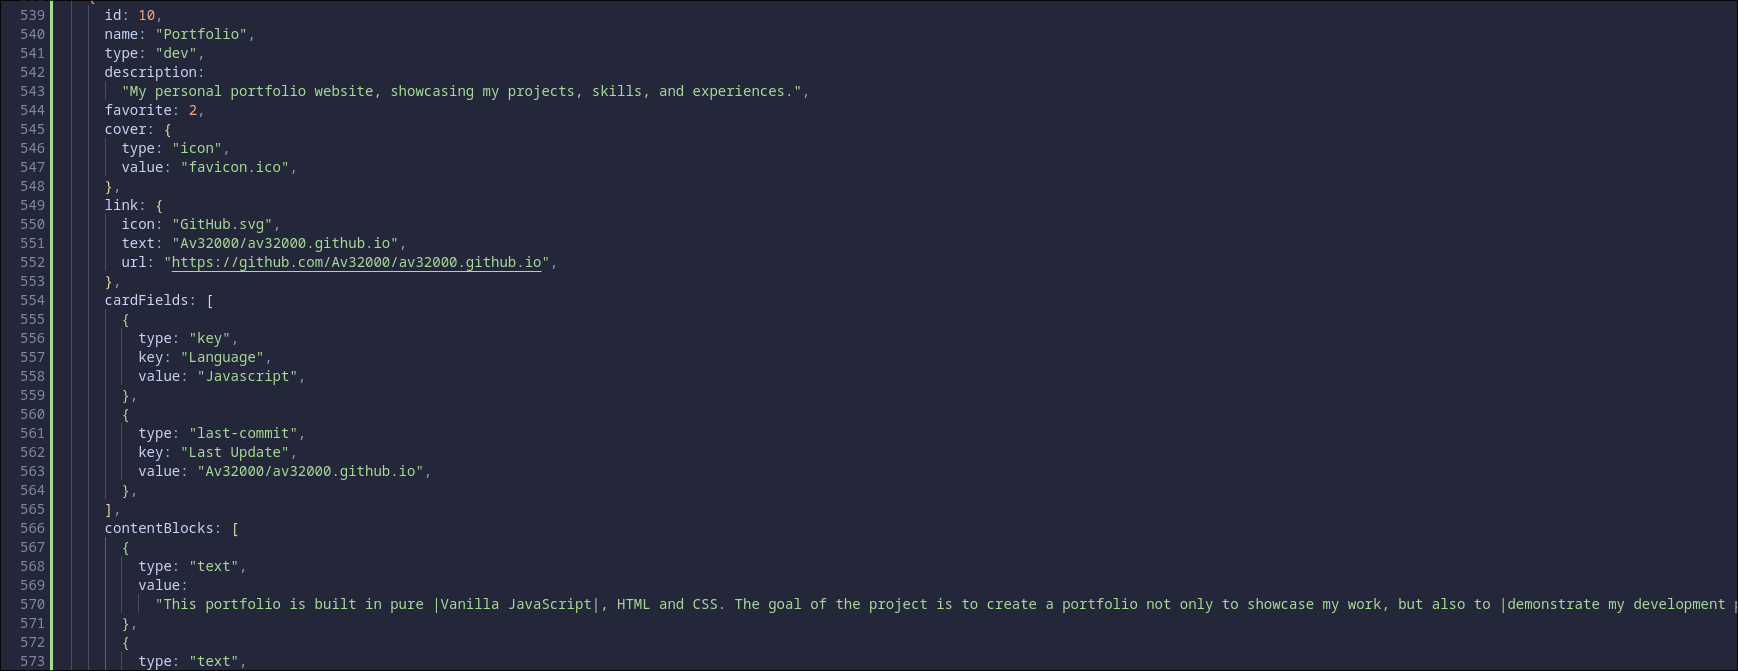 539 id: 10,
540 name: "Portfolio",
541 type: "dev",
542 description:
543 "My personal portfolio website, showcasing my projects, skills, and experiences.",
544 favorite: 2,
545 cover: {
546 type: "icon",
547 value: "favicon.ico",
548 },
549 link: {
550 icon: "GitHub.svg",
551 text: "Av32000/av32000.github.io",
552 url: "https://github.com/Av32000/av32000.github.io",
553 },
554 cardFields: [
555 {
556 type: "key",
557 key: "Language",
558 value: "Javascript",
559 },
560 {
561 type: "last-commit",
562 key: "Last Update",
563 value: "Av32000/av32000.github.io",
564 },
565 ],
566 contentBlocks: [
567 {
568 type: "text",
569 value:
570 "This portfolio is built in pure |Vanilla JavaScript|, HTML and CSS. The goal of the project is to create a portfolio not only to showcase my work, but also to |demonstrate my development
571 },
572 {
573 type: "text",